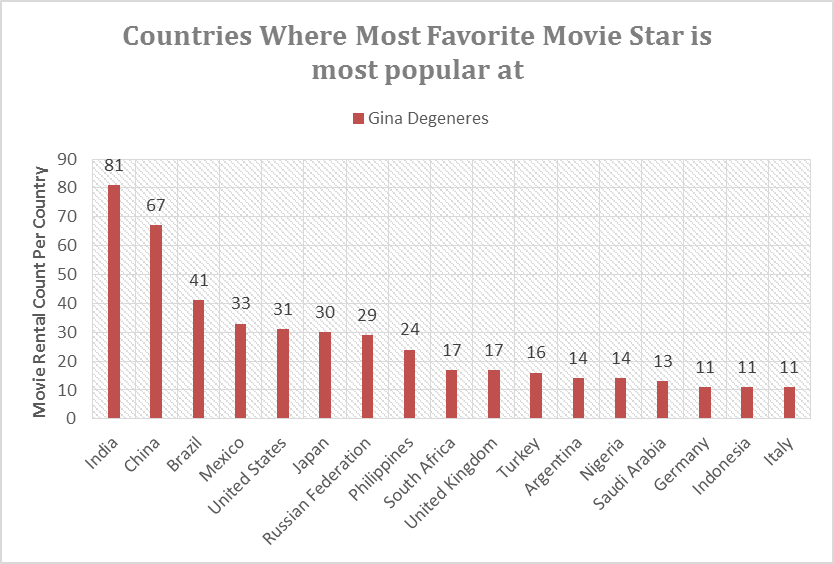 Countries Where Most Favorite Movie Star is
most popular at
Gina Degeneres
Movie Rental Count Per Country
90
80
70
60
50
40
30
20
10
0
81
67
41
33
31
30
29
24
17
17
16
14
14
13
11
11
11
India
China
Brazil
Mexico
United States
Japan
Russian Federation
Philippines
South Africa
United Kingdom
Turkey
Argentina
Nigeria
Saudi Arabia
Germany
Indonesia
Italy